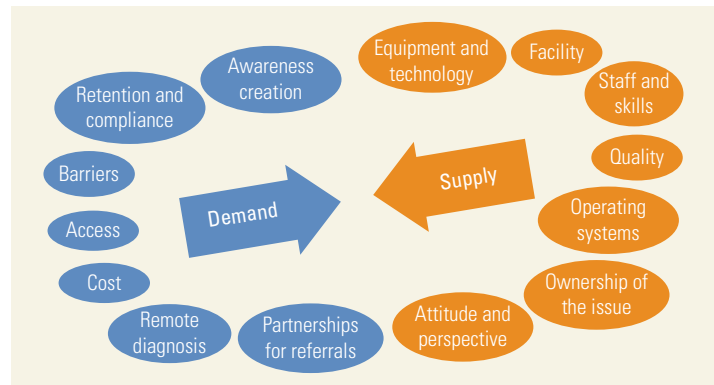 Awareness
creation
Retention and
compliance
Barriers
Access
Cost
Remote
diagnosis
Partnerships
for referrals
Demand
Supply
Equipment and
technology
Facility
Staff and
skills
Quality
Operating
systems
Ownership of
the issue
Attitude and
perspective